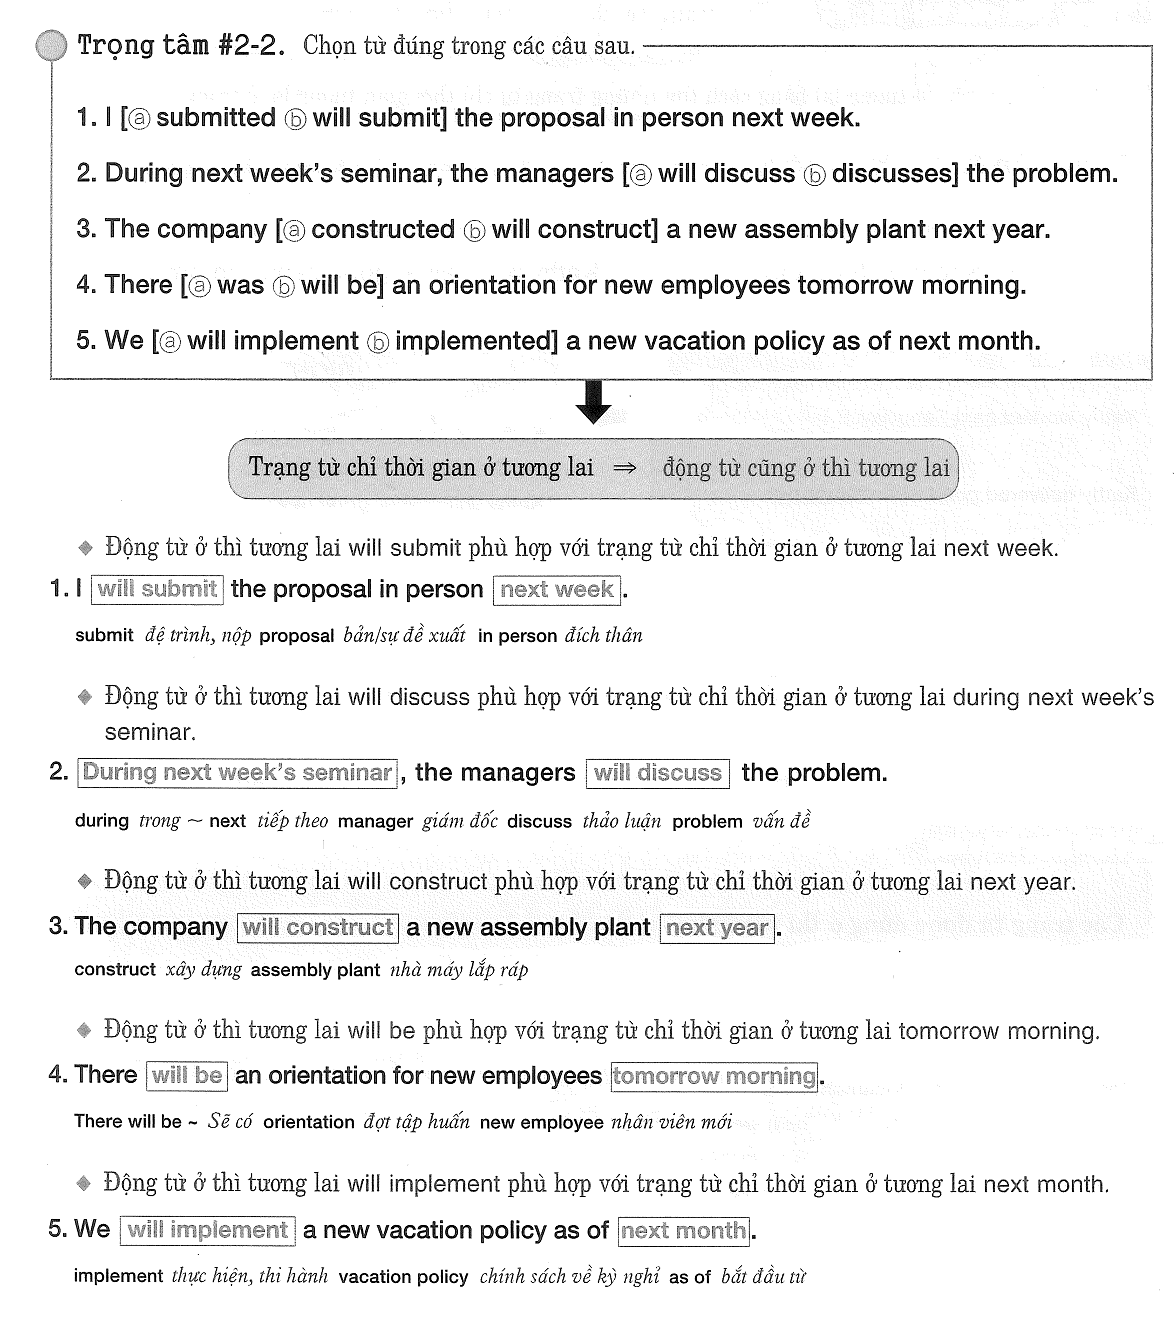 Trọng tâm #2-2. Chọn từ đúng trong các câu sau.
1. I [ⓐ submitted ⓑ will submit] the proposal in person next week.
2. During next week's seminar, the managers [ⓐ will discuss ⓑ discusses] the problem.
3. The company [ⓐ constructed ⓑ will construct] a new assembly plant next year.
4. There [ⓐ was ⓑ will be] an orientation for new employees tomorrow morning.
5. We [ⓐ will implement ⓑ implemented] a new vacation policy as of next month.
Trạng từ chỉ thời gian ở tương lai ⇒ động từ cũng ở thì tương lai
◆ Động từ ở thì tương lai will submit phù hợp với trạng từ chỉ thời gian ở tương lai next week.
1. I will submit the proposal in person next week.
submit đệ trình, nộp proposal bản/sự đề xuất in person đích thân
◆ Động từ ở thì tương lai will discuss phù hợp với trạng từ chỉ thời gian ở tương lai during next week's
seminar.
2. During next week's seminar, the managers will discuss the problem.
during trong ~ next tiếp theo manager giám đốc discuss thảo luận problem vấn đề
◆ Động từ ở thì tương lai will construct phù hợp với trạng từ chỉ thời gian ở tương lai next year.
3. The company will construct a new assembly plant next year.
construct xây dựng assembly plant nhà máy lắp ráp
◆ Động từ ở thì tương lai will be phù hợp với trạng từ chỉ thời gian ở tương lai tomorrow morning.
4. There will be an orientation for new employees tomorrow morning.
There will be ~ Sẽ có orientation đợt tập huấn new employee nhân viên mới
◆ Động từ ở thì tương lai will implement phù hợp với trạng từ chỉ thời gian ở tương lai next month.
5. We will implement a new vacation policy as of next month.
implement thực hiện, thi hành vacation policy chính sách về kỳ nghỉ as of bắt đầu từ